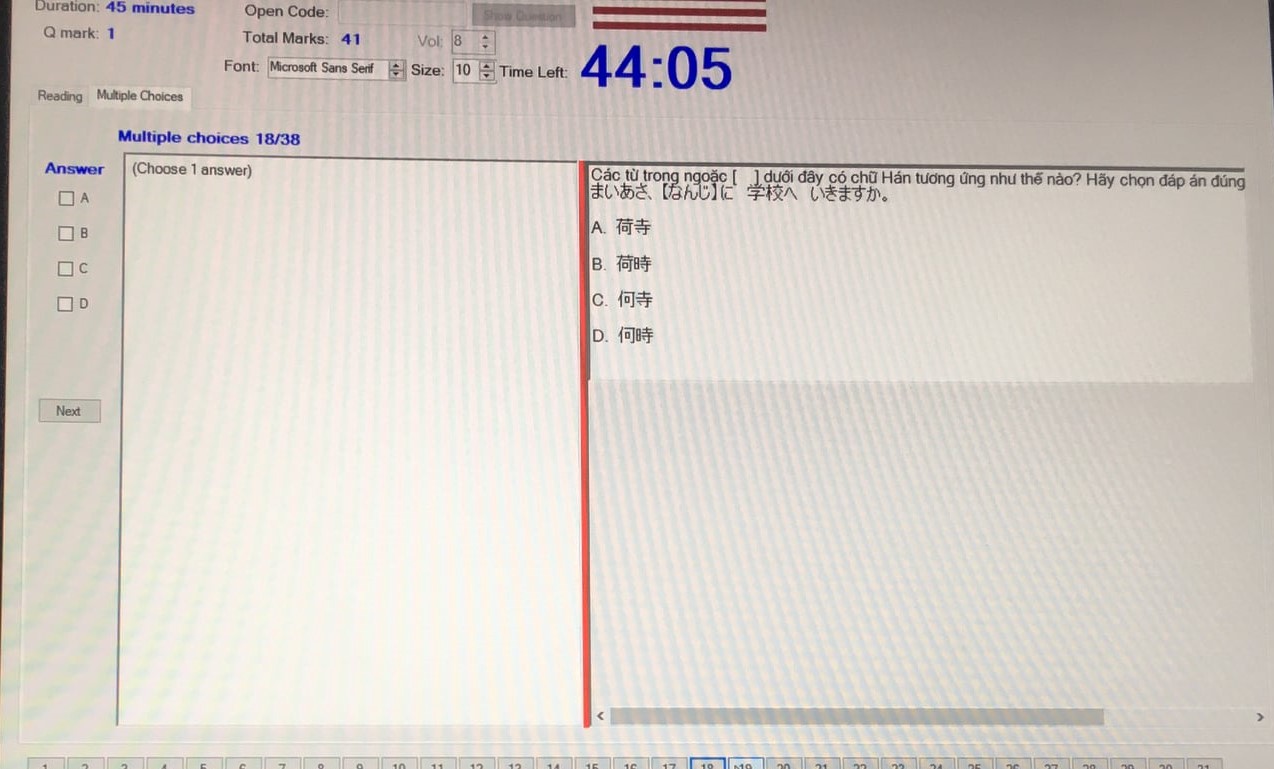 Duration: 45 minutes
Q mark: 1
Open Code:
Show Question
Total Marks: 41
Vol: 8
Font: Microsoft Sans Serif
Size: 10
Time Left: 44:05
Reading
Multiple Choices
Multiple choices 18/38
Answer
A
B
C
D
Next
(Choose 1 answer)
Các từ trong ngoặc [ ] dưới đây có chữ Hán tương ứng như thế nào? Hãy chọn đáp án đúng
まいあさ、【なんじ】に 学校へ いきますか。
A. 荷寺
B. 荷時
C. 何寺
D. 何時
1 2 3 4 5 6 7 8 9 10 11 12 13 14 15 16 17 18 19 20 21 22 23 24 25 26 27 28 29 30 31